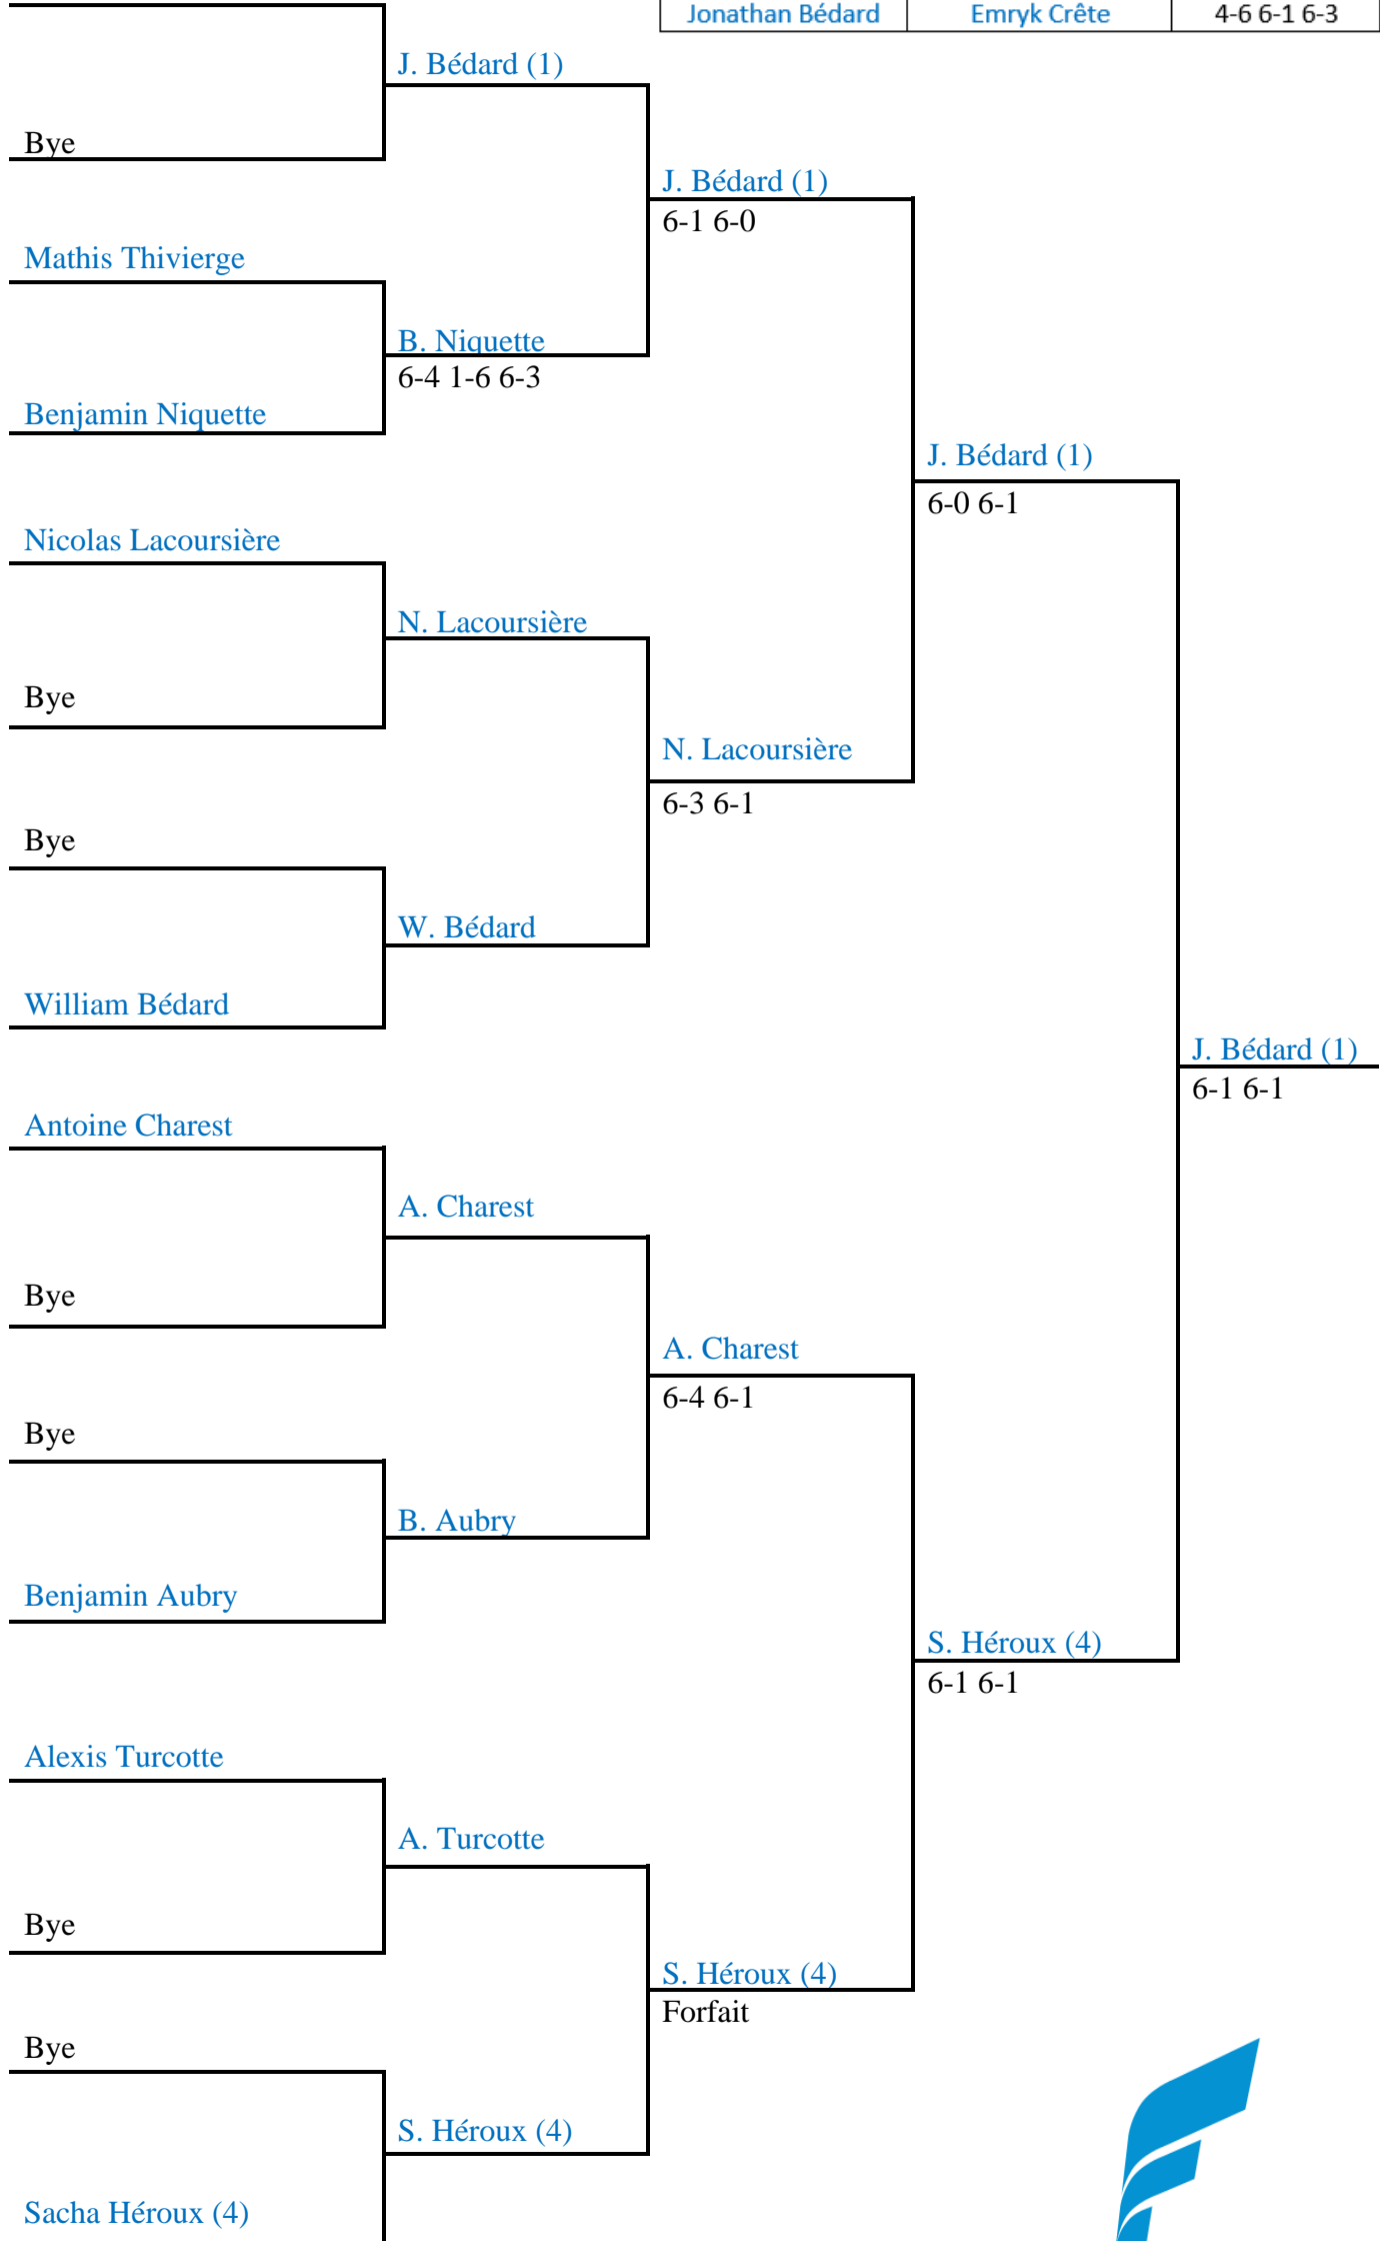 Jonathan Bédard Emryk Crête 4-6 6-1 6-3
J. Bédard (1)
Bye
J. Bédard (1)
6-1 6-0
Mathis Thivierge
B. Niquette
6-4 1-6 6-3
Benjamin Niquette
J. Bédard (1)
6-0 6-1
Nicolas Lacoursière
N. Lacoursière
Bye
N. Lacoursière
6-3 6-1
Bye
W. Bédard
William Bédard
J. Bédard (1)
6-1 6-1
Antoine Charest
A. Charest
Bye
A. Charest
6-4 6-1
Bye
B. Aubry
Benjamin Aubry
S. Héroux (4)
6-1 6-1
Alexis Turcotte
A. Turcotte
Bye
S. Héroux (4)
Forfait
Bye
S. Héroux (4)
Sacha Héroux (4)